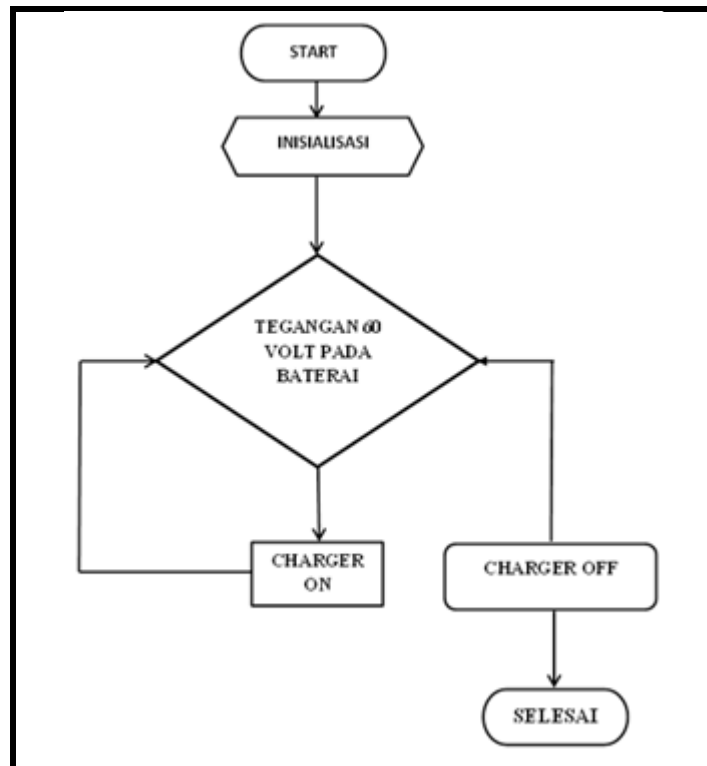 START
INISIALISASI
TEGANGAN 60
VOLT PADA
BATERAI
CHARGER
ON
CHARGER OFF
SELESAI